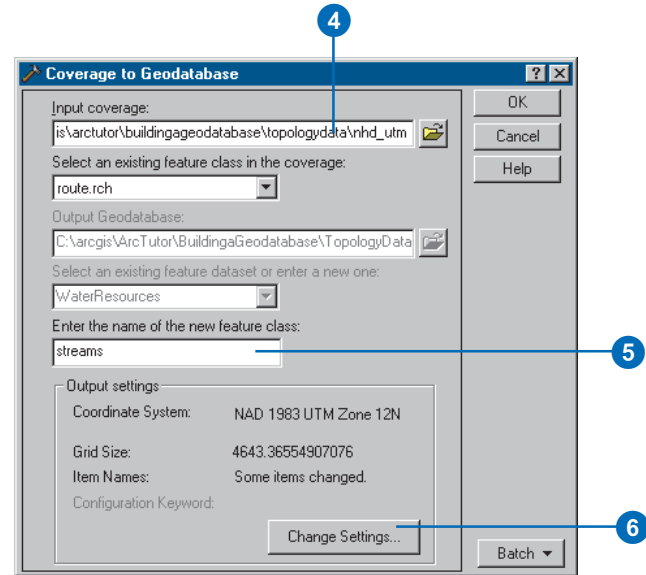 4
Coverage to Geodatabase
? X
Input coverage:
is\arctutor\buildingageodatabase\topologydata\nhd_utm
OK
Cancel
Select an existing feature class in the coverage:
Help
route.rch
Output Geodatabase:
C:\arcgis\ArcTutor\BuildingaGeodatabase\TopologyData
Select an existing feature dataset or enter a new one:
WaterResources
Enter the name of the new feature class:
streams
5
Output settings
Coordinate System: NAD 1983 UTM Zone 12N
Grid Size: 4643.36554907076
Item Names: Some items changed.
Configuration Keyword:
Change Settings...
6
Batch